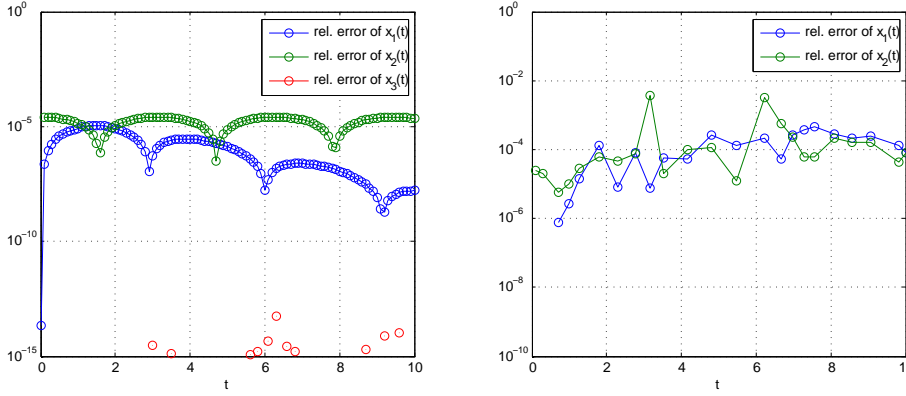 10^0
10^-5
10^-10
10^-15
0 2 4 6 8 10
t
rel. error of x_1(t)
rel. error of x_2(t)
rel. error of x_3(t)
10^0
10^-2
10^-4
10^-6
10^-8
10^-10
0 2 4 6 8 10
t
rel. error of x_1(t)
rel. error of x_2(t)